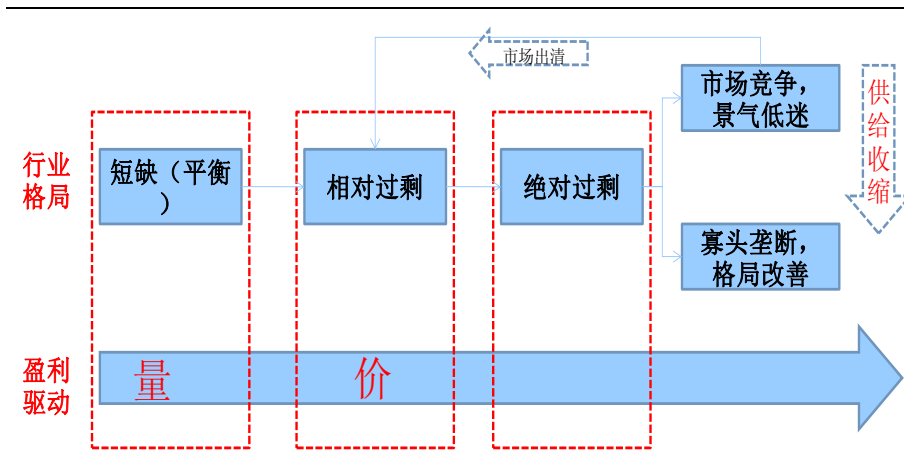 市场出清
市场竞争，
景气低迷
供
给
收
缩
行业
格局
短缺（平衡
）
相对过剩
绝对过剩
寡头垄断，
格局改善
盈利
驱动
量
价